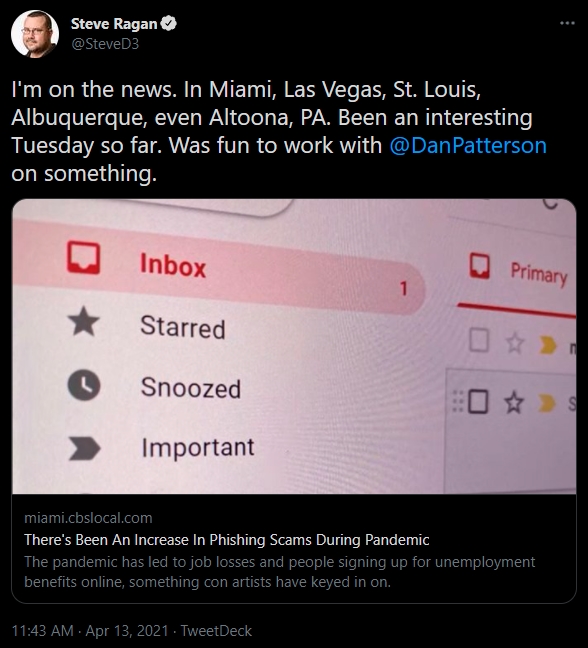 Steve Ragan
@SteveD3
I'm on the news. In Miami, Las Vegas, St. Louis,
Albuquerque, even Altoona, PA. Been an interesting
Tuesday so far. Was fun to work with @DanPatterson
on something.
Inbox 1
Primary
Starred
Snoozed
Important
miami.cbslocal.com
There's Been An Increase In Phishing Scams During Pandemic
The pandemic has led to job losses and people signing up for unemployment
benefits online, something con artists have keyed in on.
11:43 AM · Apr 13, 2021 · TweetDeck